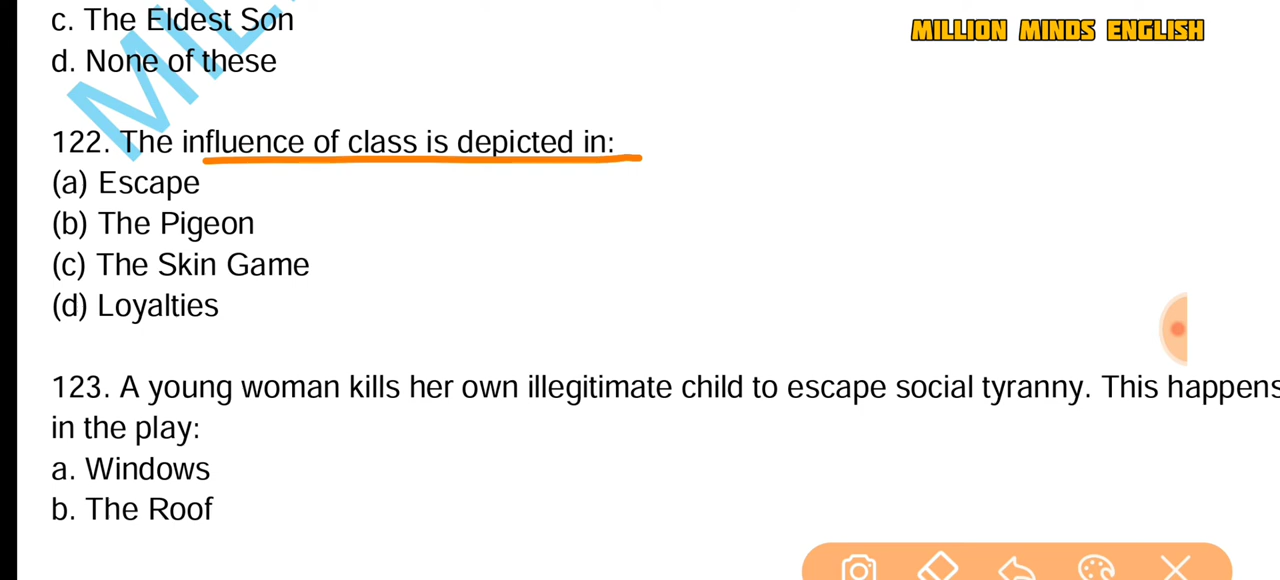 c. The Eldest Son
MILLION MINDS ENGLISH
d. None of these
122. The influence of class is depicted in:
(a) Escape
(b) The Pigeon
(c) The Skin Game
(d) Loyalties
123. A young woman kills her own illegitimate child to escape social tyranny. This happens
in the play:
a. Windows
b. The Roof